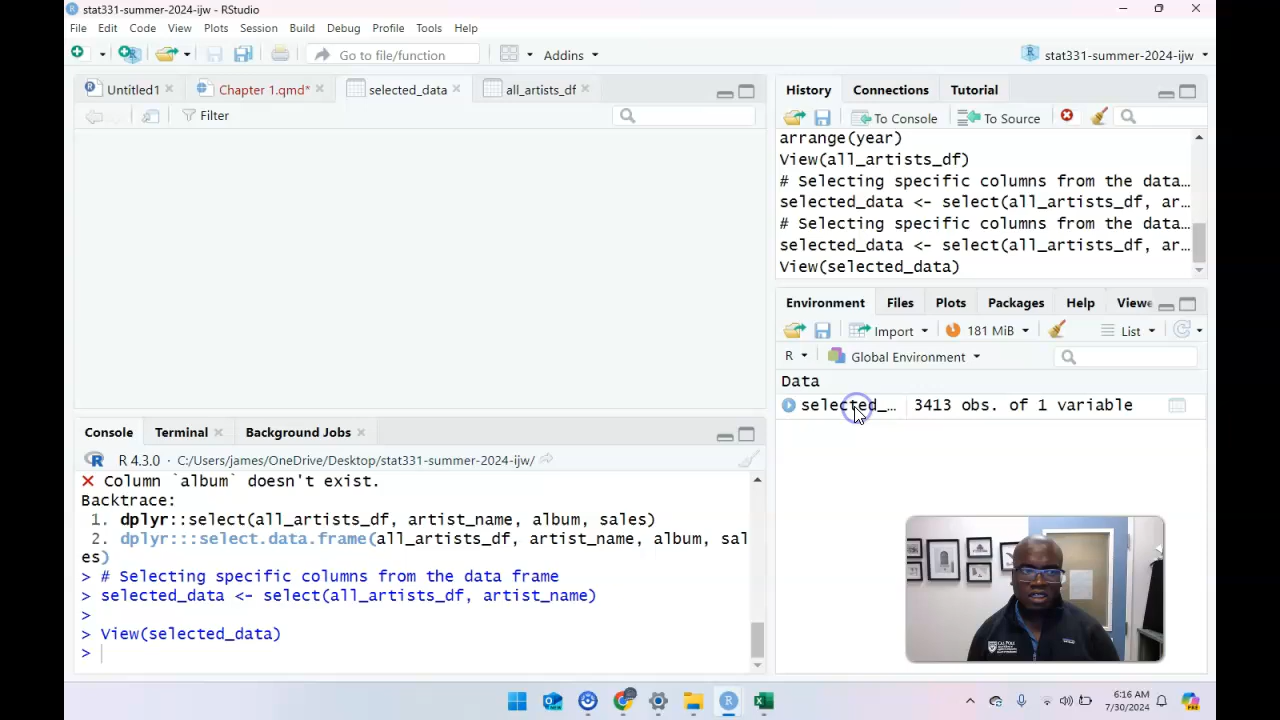 stat331-summer-2024-ijw - RStudio
File Edit Code View Plots Session Build Debug Profile Tools Help
Go to file/function Addins stat331-summer-2024-ijw
Untitled1 Chapter 1.qmd* selected_data all_artists_df
Filter
History Connections Tutorial
To Console To Source
arrange(year)
View(all_artists_df)
# Selecting specific columns from the data…
selected_data <- select(all_artists_df, ar…
# Selecting specific columns from the data…
selected_data <- select(all_artists_df, ar…
View(selected_data)
Environment Files Plots Packages Help Viewe
Import 181 MiB List
R Global Environment
Data
selected_… 3413 obs. of 1 variable
Console Terminal Background Jobs
R 4.3.0 · C:/Users/james/OneDrive/Desktop/stat331-summer-2024-ijw/
✖ Column `album` doesn't exist.
Backtrace:
1. dplyr::select(all_artists_df, artist_name, album, sales)
2. dplyr:::select.data.frame(all_artists_df, artist_name, album, sal
es)
> # Selecting specific columns from the data frame
> selected_data <- select(all_artists_df, artist_name)
>
> View(selected_data)
>
CAL POLY
6:16 AM
7/30/2024